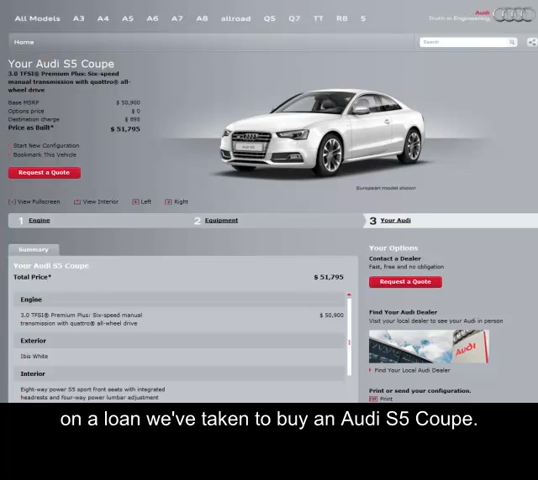 All Models A3 A4 A5 A6 A7 A8 allroad Q5 Q7 TT R8 S
Audi
Truth in Engineering
Home
Search
Your Audi S5 Coupe
3.0 TFSI® Premium Plus: Six-speed
manual transmission with quattro® all-
wheel drive
Base MSRP $ 50,900
Options price $ 0
Destination charge $ 895
Price as Built* $ 51,795
Start New Configuration
Bookmark This Vehicle
Request a Quote
European model shown
View Fullscreen View Interior Left Right
1 Engine 2 Equipment 3 Your Audi
Summary
Your Audi S5 Coupe
Total Price* $ 51,795
Engine
3.0 TFSI® Premium Plus: Six-speed manual $ 50,900
transmission with quattro® all-wheel drive
Exterior
Ibis White
Interior
Eight-way power S5 sport front seats with integrated
headrests and four-way power lumbar adjustment
Your Options
Contact a Dealer
Fast, free and no obligation
Request a Quote
Find Your Audi Dealer
Visit your local dealer to see your Audi in person
Audi
Find Your Local Audi Dealer
Print or send your configuration.
Print
on a loan we've taken to buy an Audi S5 Coupe.